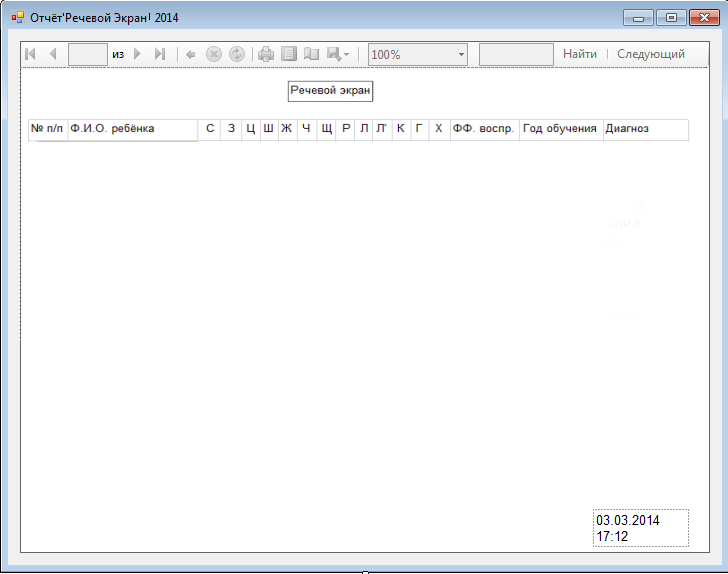 Отчёт'Речевой Экран' 2014
из 100% Найти Следующий
Речевой экран
№ п/п Ф.И.О. ребёнка С З Ц Ш Ж Ч Щ Р Л Л' К Г Х ФФ. воспр. Год обучения Диагноз
03.03.2014
17:12